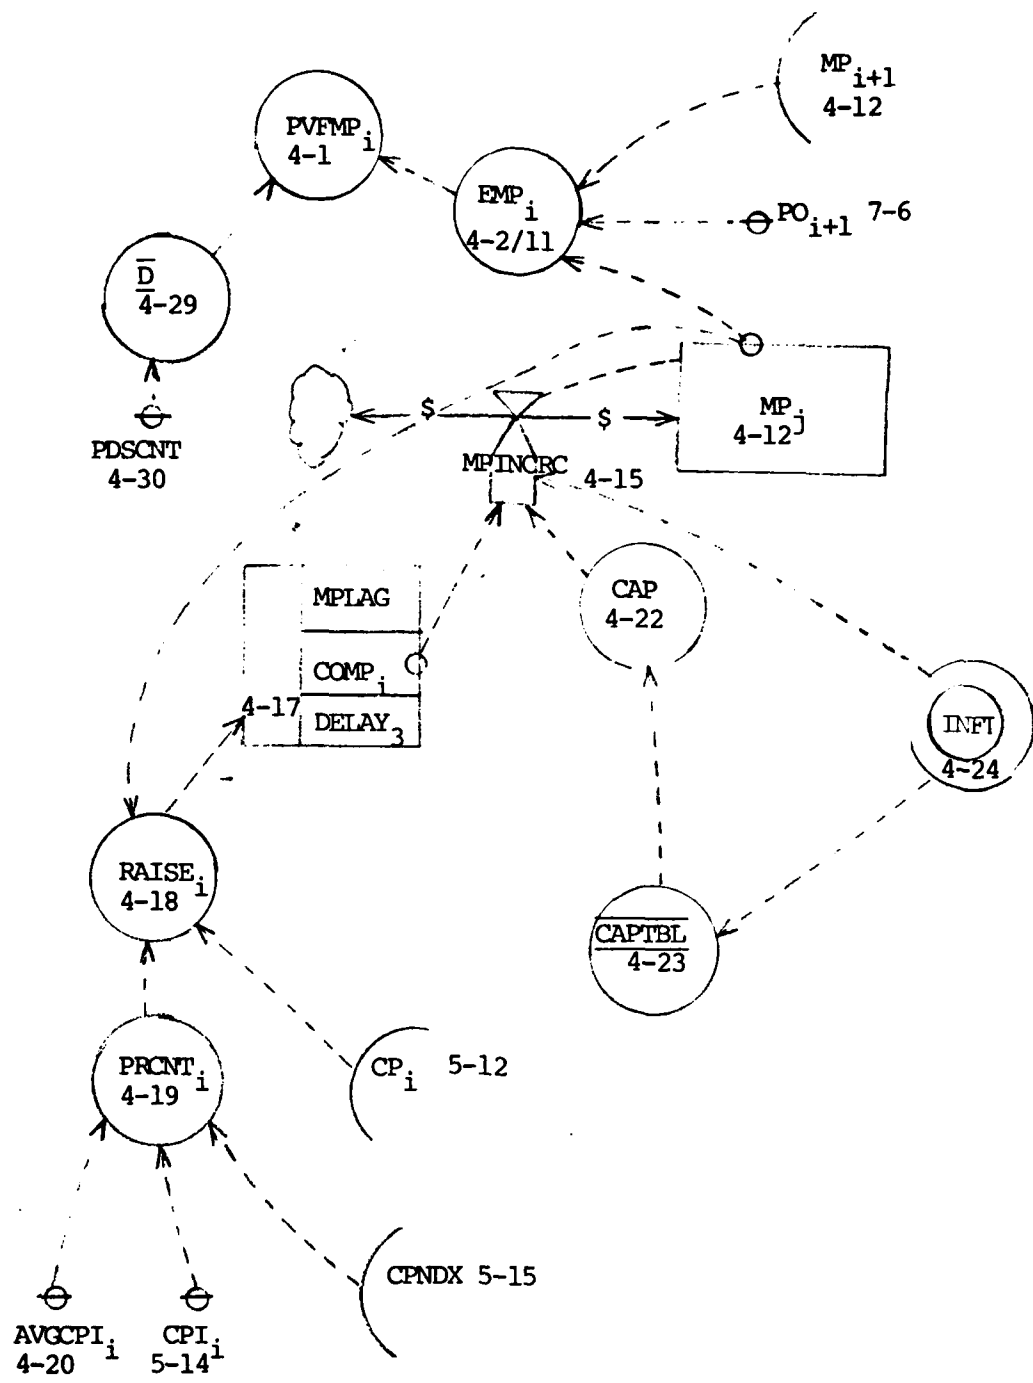 MP i+1
4-12
PVFMP i
4-1
EMP i
4-2/11
PO i+1 7-6
D
4-29
PDSCNT
4-30
$
$
MP j
4-12
MPINCRC 4-15
MPLAG
COMP i
DELAY 3
4-17
CAP
4-22
INFI
4-24
RAISE i
4-18
CAPTBL
4-23
PRCNT i
4-19
CP i 5-12
CPNDX 5-15
AVGCPI i
4-20
CPI i
5-14